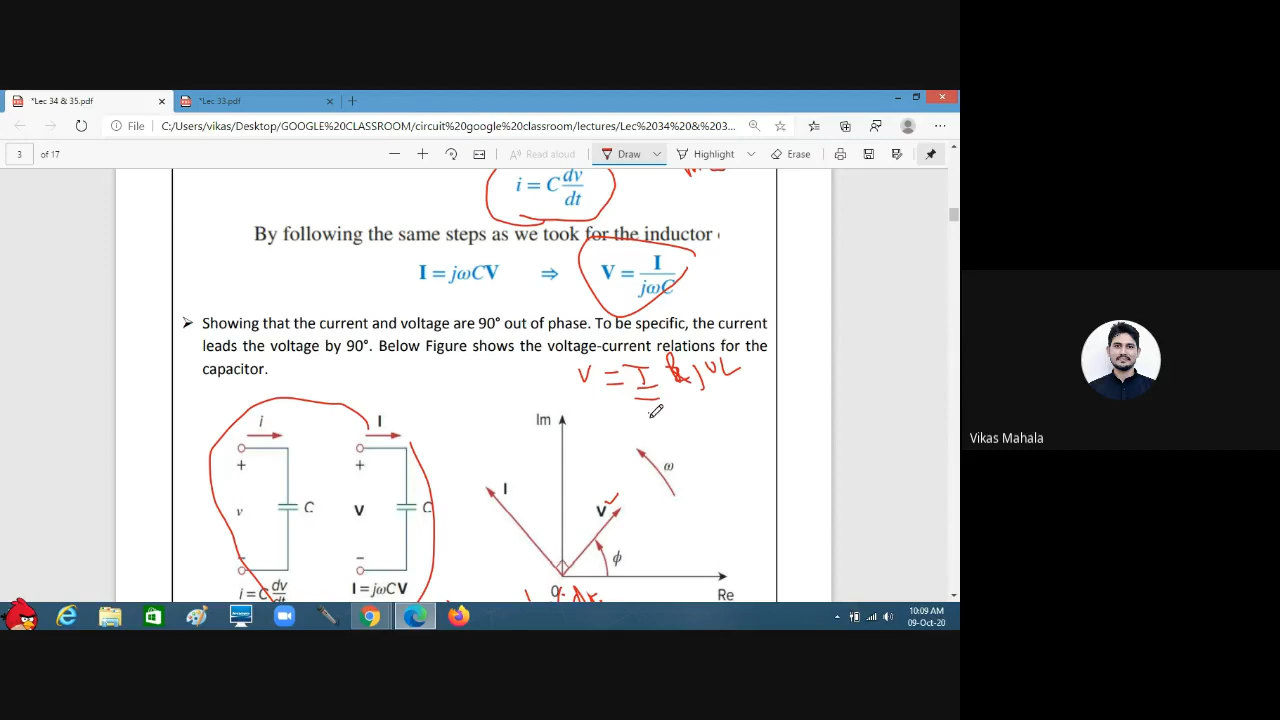 *Lec 34 & 35.pdf
*Lec 33.pdf
File
C:/Users/vikas/Desktop/GOOGLE%20CLASSROOM/circuit%20google%20classroom/lectures/Lec%2034%20&%203...
3 of 17
Read aloud
Draw
Highlight
Erase
i = C dv/dt
By following the same steps as we took for the inductor
I = jωCV ⇒ V = I/jωC
➤ Showing that the current and voltage are 90° out of phase. To be specific, the current
leads the voltage by 90°. Below Figure shows the voltage-current relations for the
capacitor.
V = I jωL
i
I
Im
+
+
ω
I
v
C
V
C
V
ϕ
–
–
0
Re
i = C dv/dt
I = jωCV
Vikas Mahala
10:09 AM
09-Oct-20